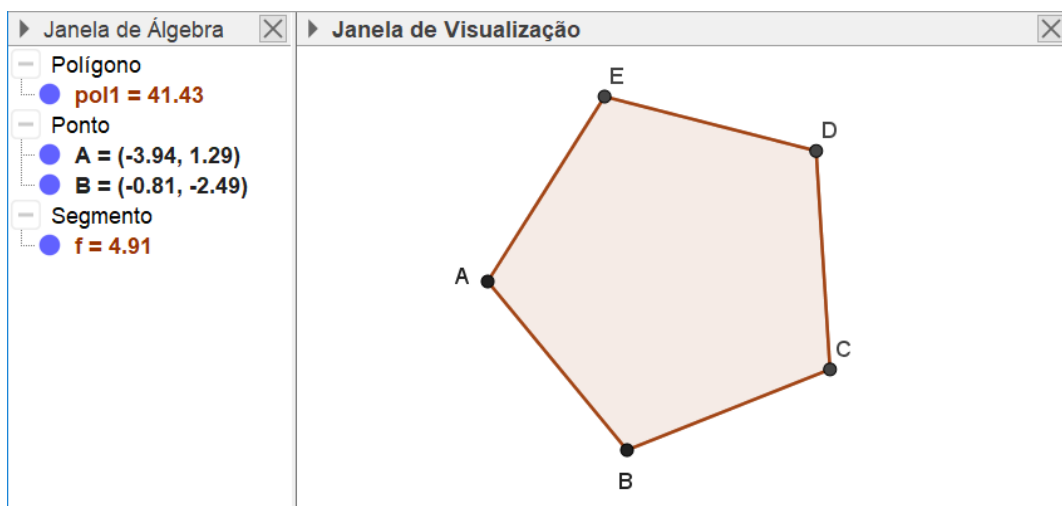 Janela de Álgebra
Polígono
pol1 = 41.43
Ponto
A = (-3.94, 1.29)
B = (-0.81, -2.49)
Segmento
f = 4.91
Janela de Visualização
E
D
A
C
B